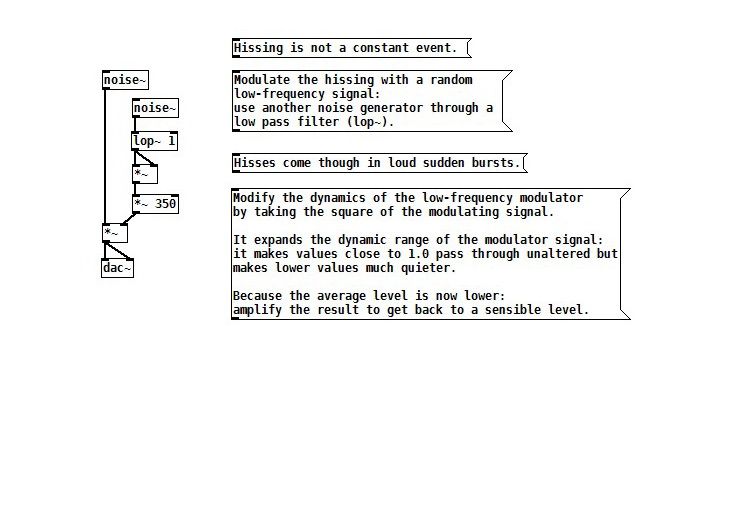 Hissing is not a constant event.
noise~
Modulate the hissing with a random
low-frequency signal:
use another noise generator through a
low pass filter (lop~).
noise~
lop~ 1
*~
*~ 350
*~
dac~
Hisses come though in loud sudden bursts.
Modify the dynamics of the low-frequency modulator
by taking the square of the modulating signal.
It expands the dynamic range of the modulator signal:
it makes values close to 1.0 pass through unaltered but
makes lower values much quieter.
Because the average level is now lower:
amplify the result to get back to a sensible level.